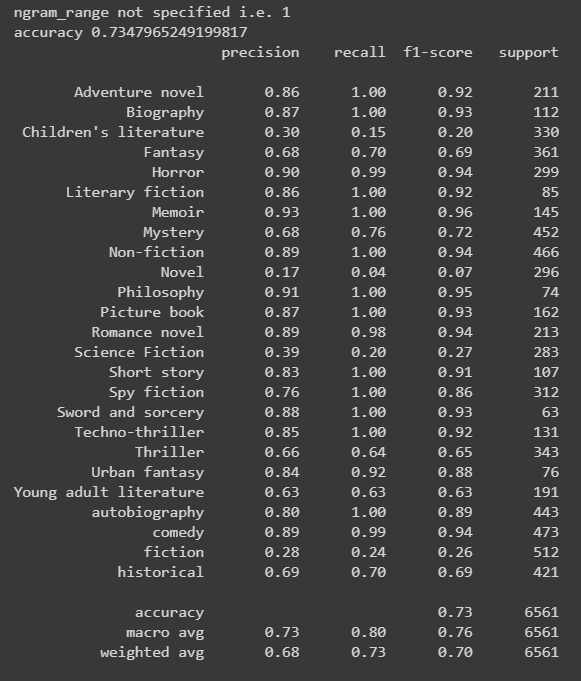 ngram_range not specified i.e. 1
accuracy 0.7347965249199817
precision recall f1-score support
Adventure novel 0.86 1.00 0.92 211
Biography 0.87 1.00 0.93 112
Children's literature 0.30 0.15 0.20 330
Fantasy 0.68 0.70 0.69 361
Horror 0.90 0.99 0.94 299
Literary fiction 0.86 1.00 0.92 85
Memoir 0.93 1.00 0.96 145
Mystery 0.68 0.76 0.72 452
Non-fiction 0.89 1.00 0.94 466
Novel 0.17 0.04 0.07 296
Philosophy 0.91 1.00 0.95 74
Picture book 0.87 1.00 0.93 162
Romance novel 0.89 0.98 0.94 213
Science Fiction 0.39 0.20 0.27 283
Short story 0.83 1.00 0.91 107
Spy fiction 0.76 1.00 0.86 312
Sword and sorcery 0.88 1.00 0.93 63
Techno-thriller 0.85 1.00 0.92 131
Thriller 0.66 0.64 0.65 343
Urban fantasy 0.84 0.92 0.88 76
Young adult literature 0.63 0.63 0.63 191
autobiography 0.80 1.00 0.89 443
comedy 0.89 0.99 0.94 473
fiction 0.28 0.24 0.26 512
historical 0.69 0.70 0.69 421
accuracy 0.73 6561
macro avg 0.73 0.80 0.76 6561
weighted avg 0.68 0.73 0.70 6561